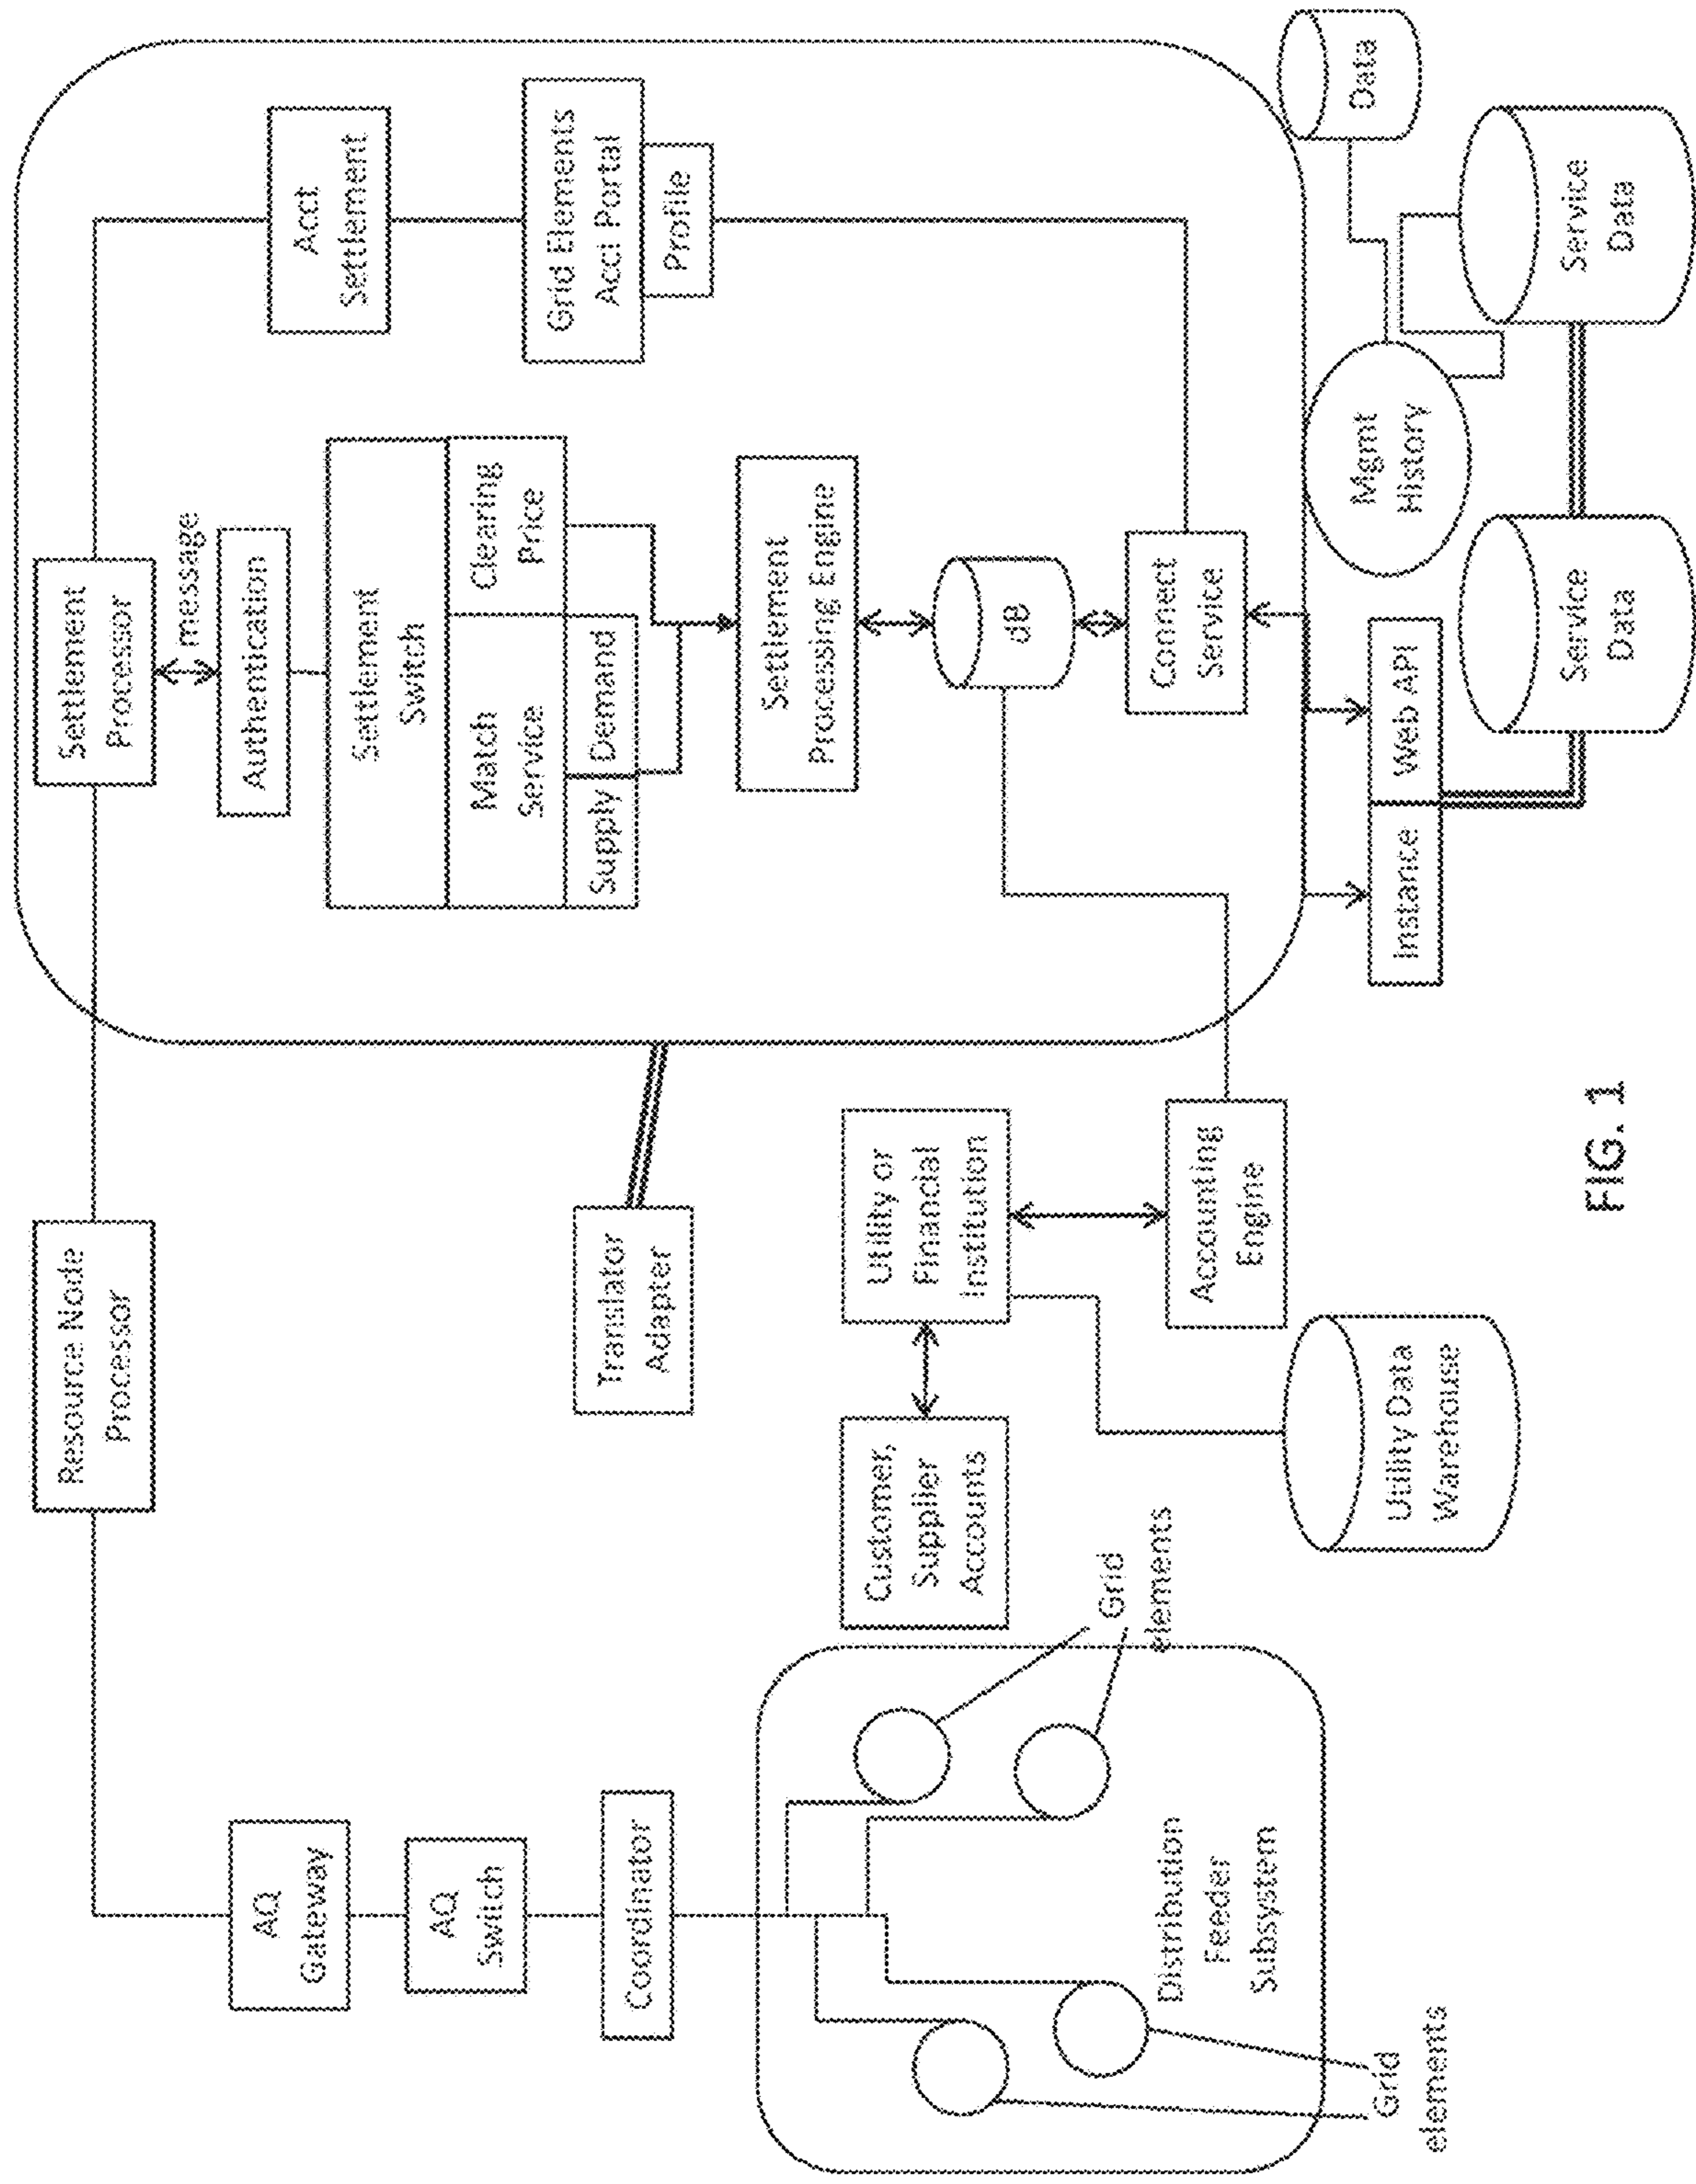 Resource Node
Processor
Settlement
Processor
message
AQ
Gateway
AQ
Switch
Coordinator
Authentication
Settlement
Switch
Match
Service
Clearing
Price
Supply
Demand
Acct
Settlement
Grid Elements
Acct Portal
Profile
Translator
Adapter
Settlement
Processing Engine
dB
Connect
Service
Customer,
Supplier
Accounts
Utility or
Financial
Institution
Accounting
Engine
Utility Data
Warehouse
Grid
elements
Distribution
Feeder
Subsystem
Grid
elements
Instance
Web API
Mgmt
History
Data
Service
Data
Service
Data
FIG. 1